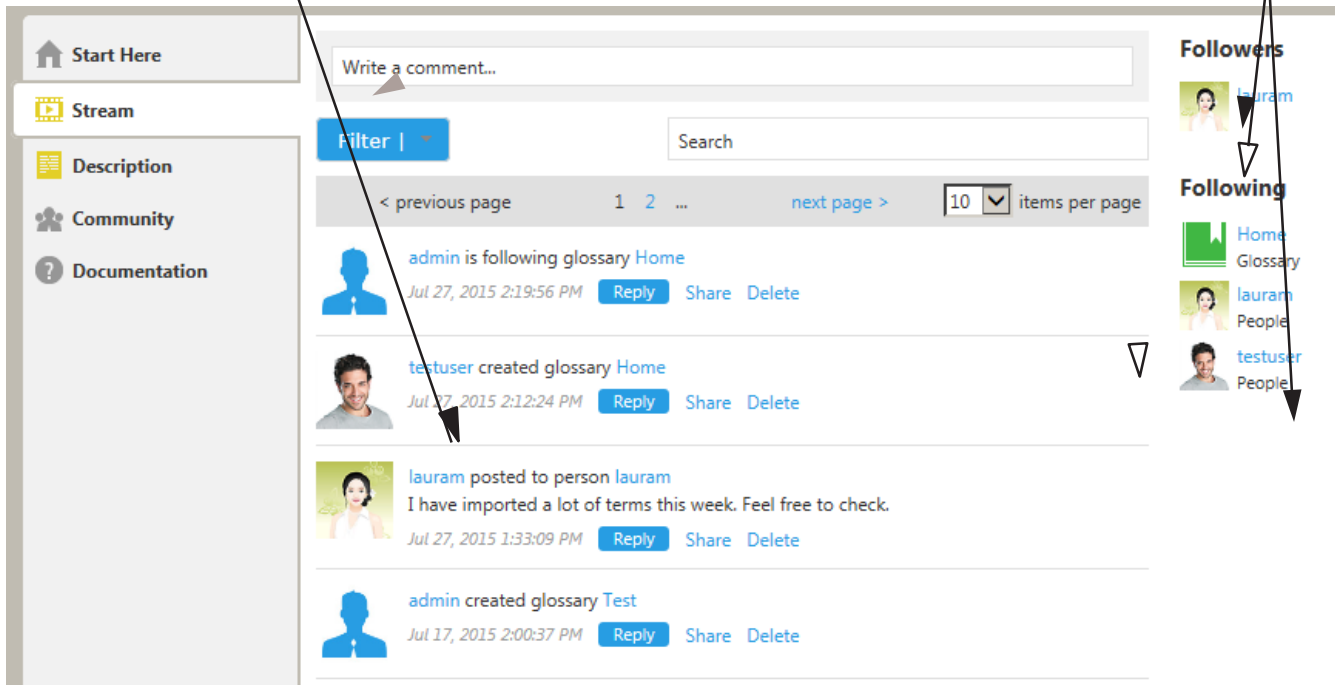 Start Here
Stream
Description
Community
Documentation
Write a comment...
Filter |
Search
< previous page 1 2 ... next page > 10 items per page
admin is following glossary Home
Jul 27, 2015 2:19:56 PM Reply Share Delete
testuser created glossary Home
Jul 27, 2015 2:12:24 PM Reply Share Delete
lauram posted to person lauram
I have imported a lot of terms this week. Feel free to check.
Jul 27, 2015 1:33:09 PM Reply Share Delete
admin created glossary Test
Jul 17, 2015 2:00:37 PM Reply Share Delete
Followers
lauram
Following
Home
Glossary
lauram
People
testuser
People